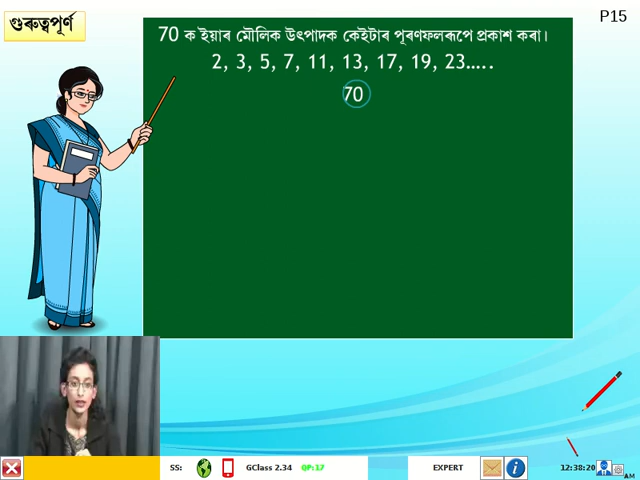 গুৰুত্বপূৰ্ণ
P15
70 ক ইয়াৰ মৌলিক উৎপাদক কেইটাৰ পূৰণফলৰূপে প্ৰকাশ কৰা।
2, 3, 5, 7, 11, 13, 17, 19, 23.....
70
SS:
GClass 2.34
QP:17
EXPERT
12:38:20
AM